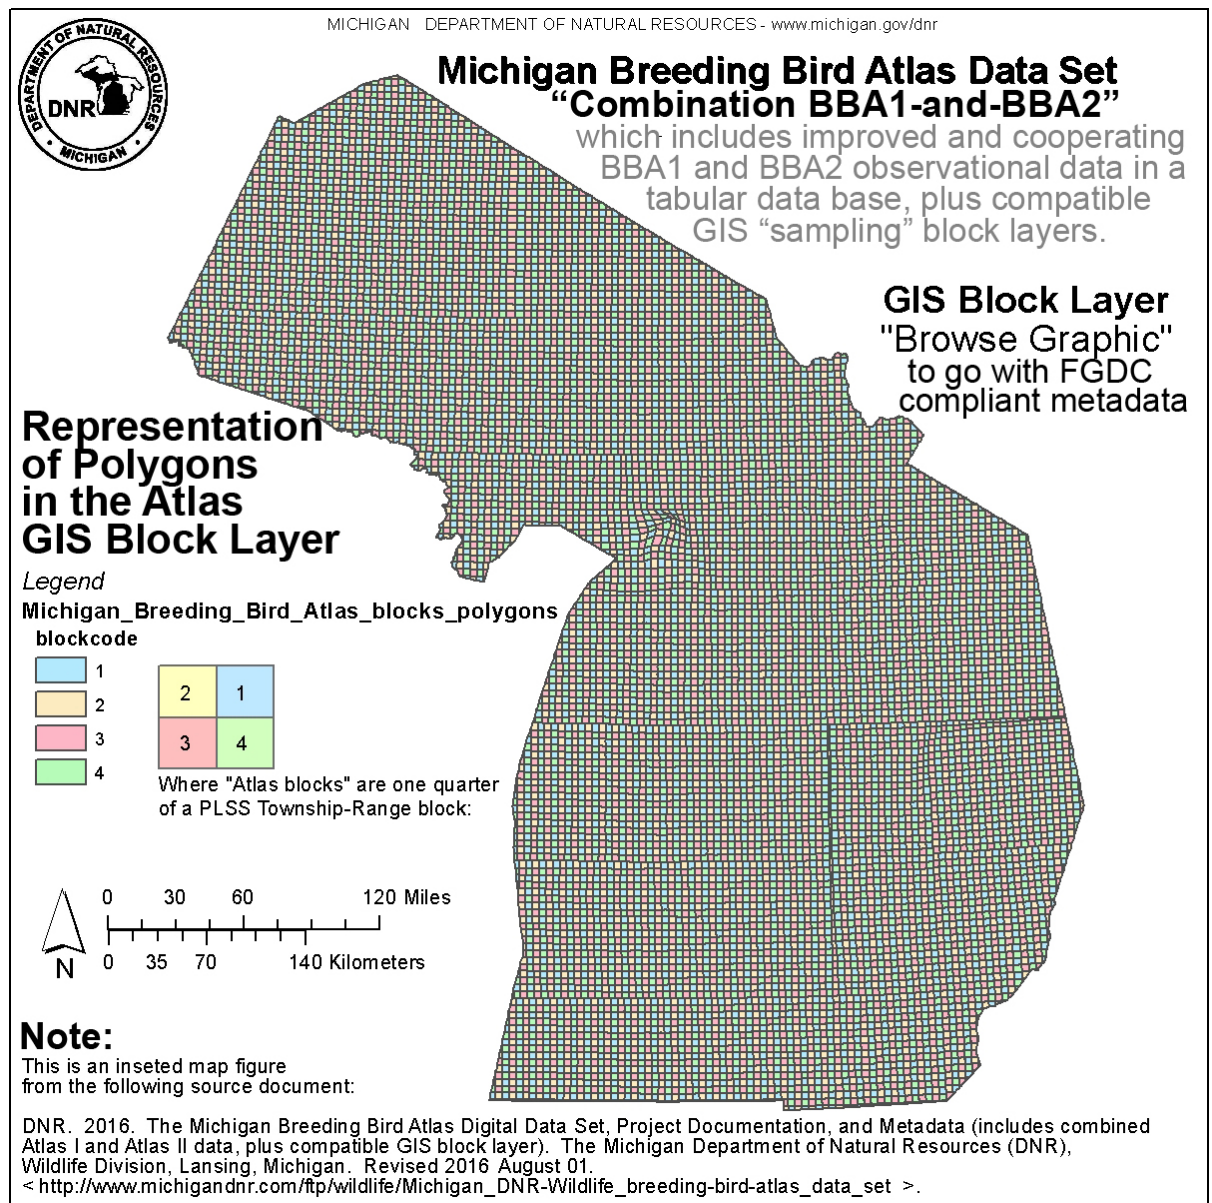 MICHIGAN DEPARTMENT OF NATURAL RESOURCES - www.michigan.gov/dnr
DEPARTMENT OF NATURAL RESOURCES
DNR
• MICHIGAN •
Michigan Breeding Bird Atlas Data Set
“Combination BBA1-and-BBA2”
which includes improved and cooperating
BBA1 and BBA2 observational data in a
tabular data base, plus compatible
GIS “sampling” block layers.
GIS Block Layer
"Browse Graphic"
to go with FGDC
compliant metadata
Representation
of Polygons
in the Atlas
GIS Block Layer
Legend
Michigan_Breeding_Bird_Atlas_blocks_polygons
blockcode
1
2
3
4
2 1
3 4
Where "Atlas blocks" are one quarter
of a PLSS Township-Range block:
0 30 60 120 Miles
0 35 70 140 Kilometers
N
Note:
This is an inseted map figure
from the following source document:
DNR. 2016. The Michigan Breeding Bird Atlas Digital Data Set, Project Documentation, and Metadata (includes combined
Atlas I and Atlas II data, plus compatible GIS block layer). The Michigan Department of Natural Resources (DNR),
Wildlife Division, Lansing, Michigan. Revised 2016 August 01.
< http://www.michigandnr.com/ftp/wildlife/Michigan_DNR-Wildlife_breeding-bird-atlas_data_set >.